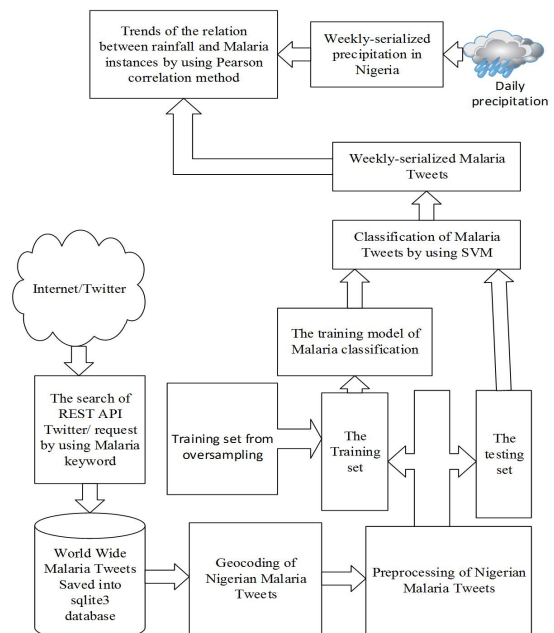 Trends of the relation
between rainfall and Malaria
instances by using Pearson
correlation method
Weekly-serialized
precipitation in
Nigeria
Daily
precipitation
Weekly-serialized Malaria
Tweets
Classification of Malaria
Tweets by using SVM
Internet/Twitter
The training model of
Malaria classification
The search of
REST API
Twitter/ request
by using Malaria
keyword
Training set from
oversampling
The
Training
set
The
testing
set
World Wide
Malaria Tweets
Saved into
sqlite3
database
Geocoding of
Nigerian Malaria
Tweets
Preprocessing of Nigerian
Malaria Tweets